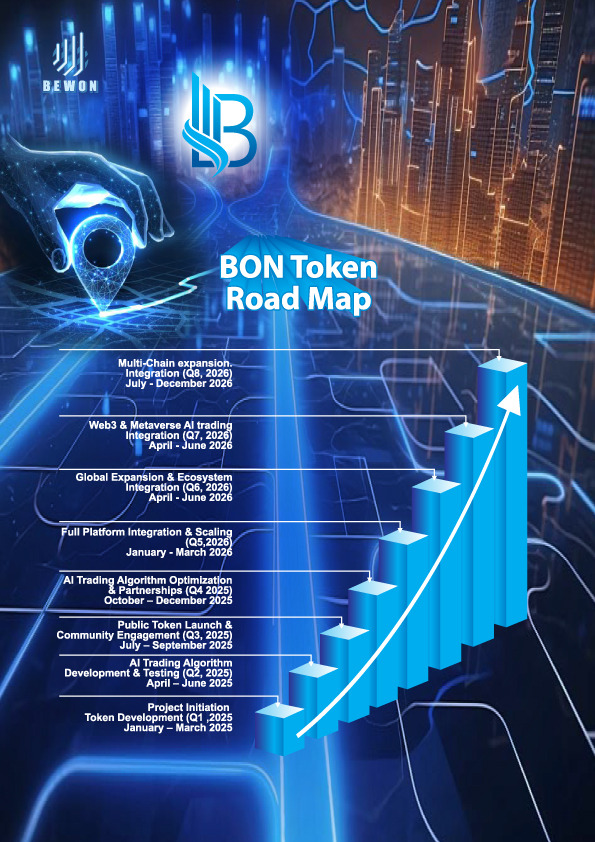 BEWON
B
BON Token
Road Map
Multi-Chain expansion.
Integration (Q8, 2026)
July - December 2026
Web3 & Metaverse AI trading
Integration (Q7, 2026)
April - June 2026
Global Expansion & Ecosystem
Integration (Q6, 2026)
April - June 2026
Full Platform Integration & Scaling
(Q5,2026)
January - March 2026
AI Trading Algorithm Optimization
& Partnerships (Q4 2025)
October – December 2025
Public Token Launch &
Community Engagement (Q3, 2025)
July – September 2025
AI Trading Algorithm
Development & Testing (Q2, 2025)
April – June 2025
Project Initiation
Token Development (Q1 ,2025
January – March 2025